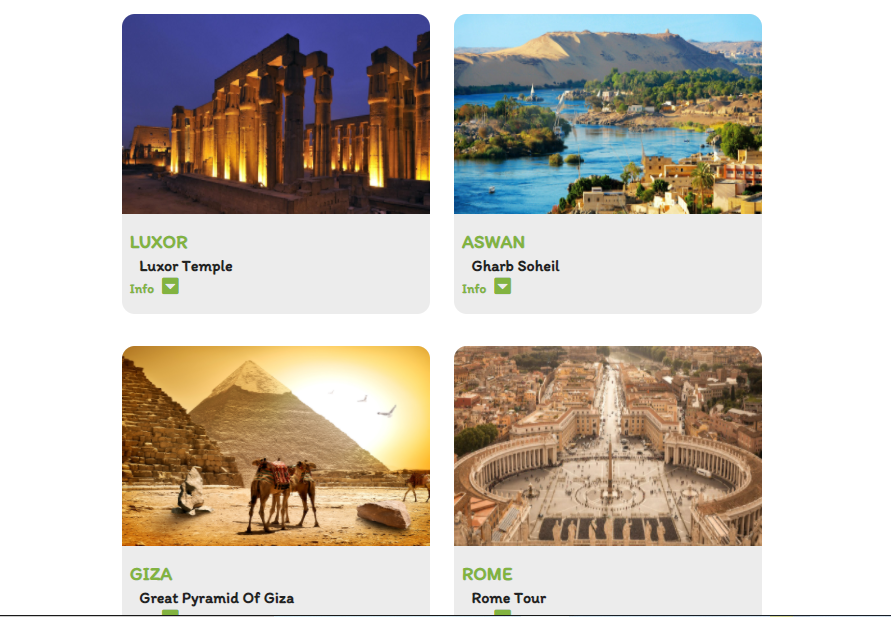 LUXOR
Luxor Temple
Info
ASWAN
Gharb Soheil
Info
GIZA
Great Pyramid Of Giza
ROME
Rome Tour